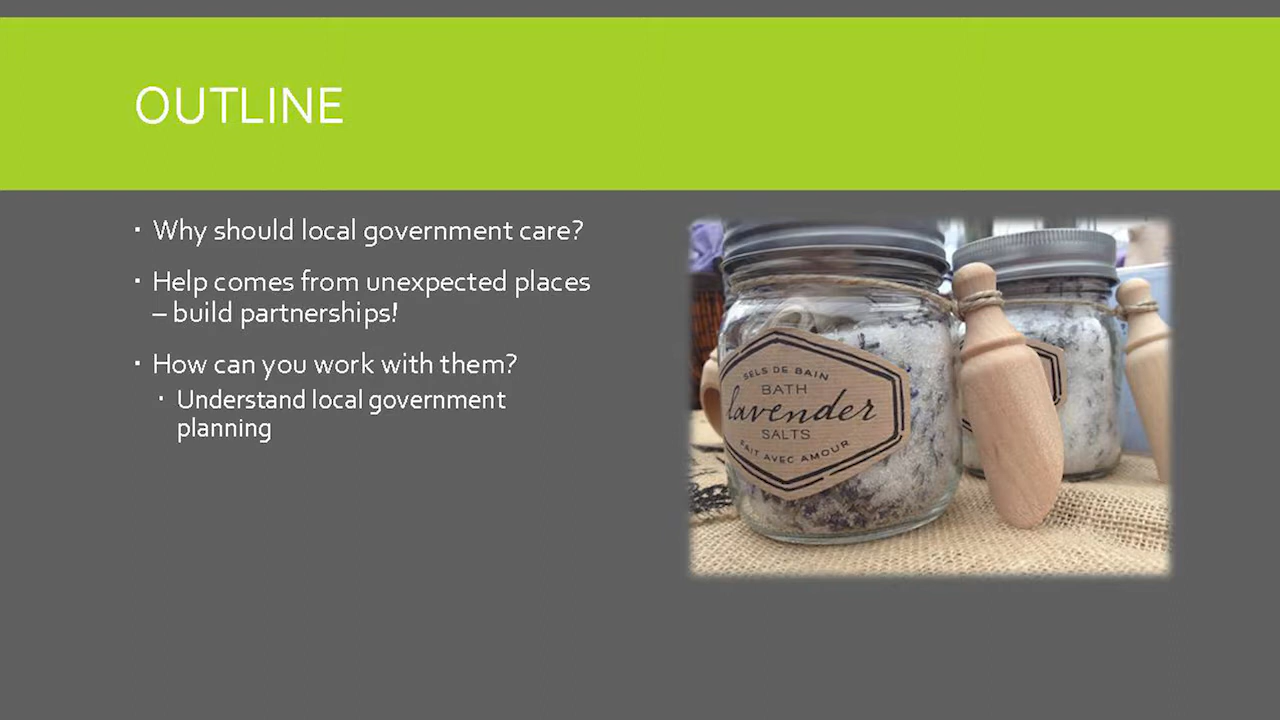 OUTLINE
▪ Why should local government care?
▪ Help comes from unexpected places
– build partnerships!
▪ How can you work with them?
▪ Understand local government
planning
SELS DE BAIN
BATH
lavender
SALTS
FAIT AVEC AMOUR